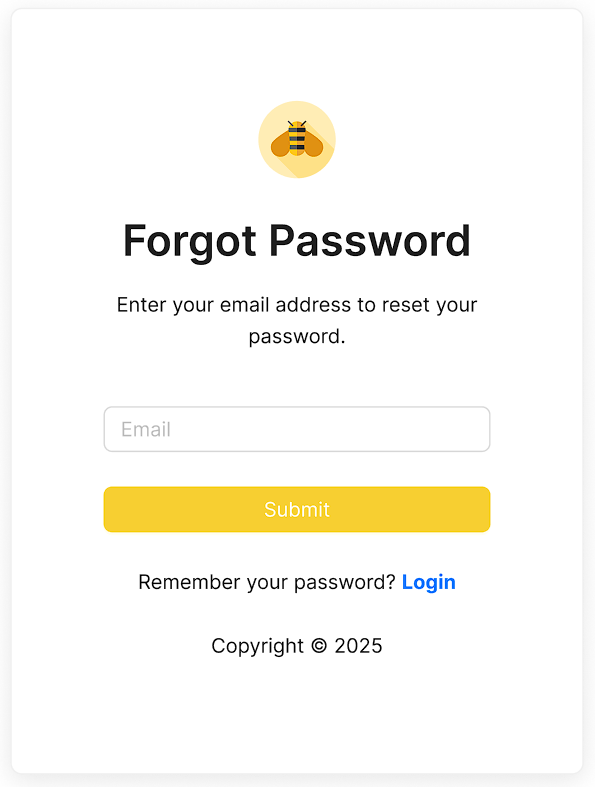 Forgot Password
Enter your email address to reset your
password.
Email
Submit
Remember your password? Login
Copyright © 2025